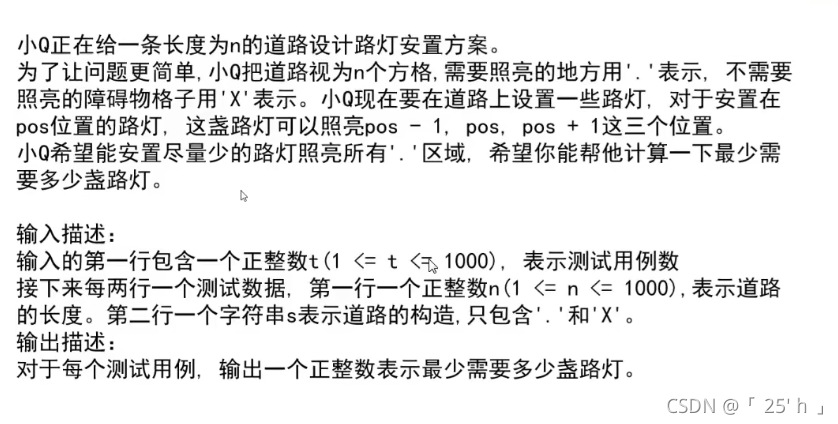 小Q正在给一条长度为n的道路设计路灯安置方案。
为了让问题更简单,小Q把道路视为n个方格,需要照亮的地方用'.'表示, 不需要
照亮的障碍物格子用'X'表示。小Q现在要在道路上设置一些路灯, 对于安置在
pos位置的路灯, 这盏路灯可以照亮pos - 1, pos, pos + 1这三个位置。
小Q希望能安置尽量少的路灯照亮所有'.'区域, 希望你能帮他计算一下最少需
要多少盏路灯。
输入描述:
输入的第一行包含一个正整数t(1 <= t <= 1000), 表示测试用例数
接下来每两行一个测试数据, 第一行一个正整数n(1 <= n <= 1000),表示道路
的长度。第二行一个字符串s表示道路的构造,只包含'.'和'X'。
输出描述:
对于每个测试用例, 输出一个正整数表示最少需要多少盏路灯。
CSDN @「 25' h 」